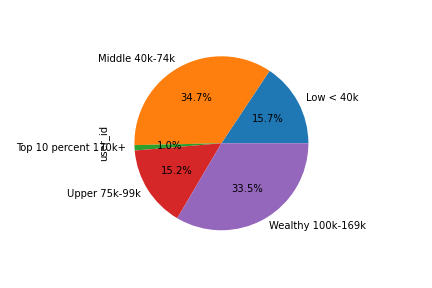 Middle 40k-74k
Low < 40k
34.7%
15.7%
Top 10 percent 170k+
1.0%
user_id
15.2%
Upper 75k-99k
33.5%
Wealthy 100k-169k